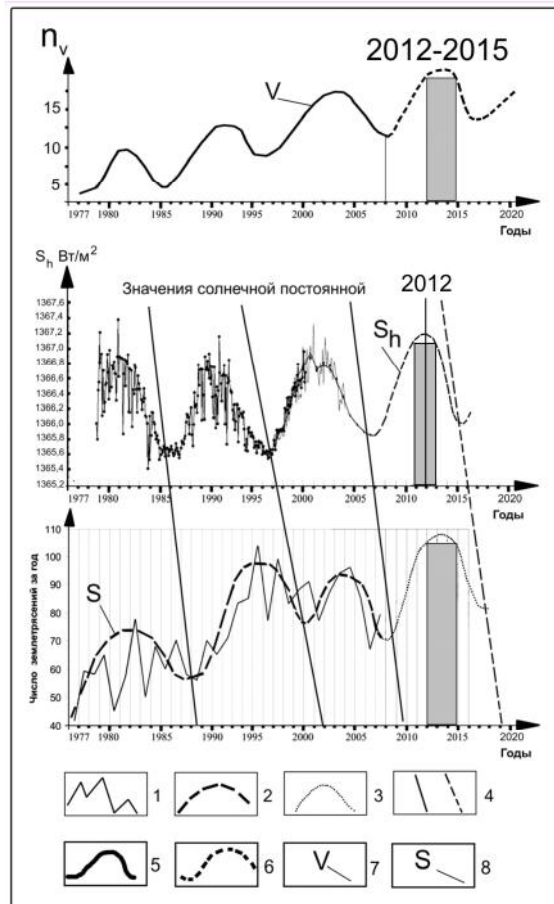 n_v
2012-2015
V
15
10
5
1977 1980 1985 1990 1995 2000 2005 2010 2015 2020
Годы
S_h Вт/м²
Значения солнечной постоянной
2012
S_h
1367,6
1367,4
1367,2
1367,0
1366,8
1366,6
1366,4
1366,2
1366,0
1365,8
1365,6
1365,4
1365,2
1977 1980 1985 1990 1995 2000 2005 2010 2015 2020
Годы
Число землетрясений за год
110
100
90
80
70
60
50
40
S
1977 1980 1985 1990 1995 2000 2005 2010 2015 2020
Годы
1 2 3 4
5 6 V 7 S 8